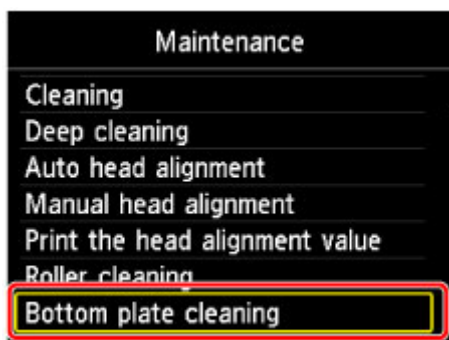 Maintenance
Cleaning
Deep cleaning
Auto head alignment
Manual head alignment
Print the head alignment value
Roller cleaning
Bottom plate cleaning